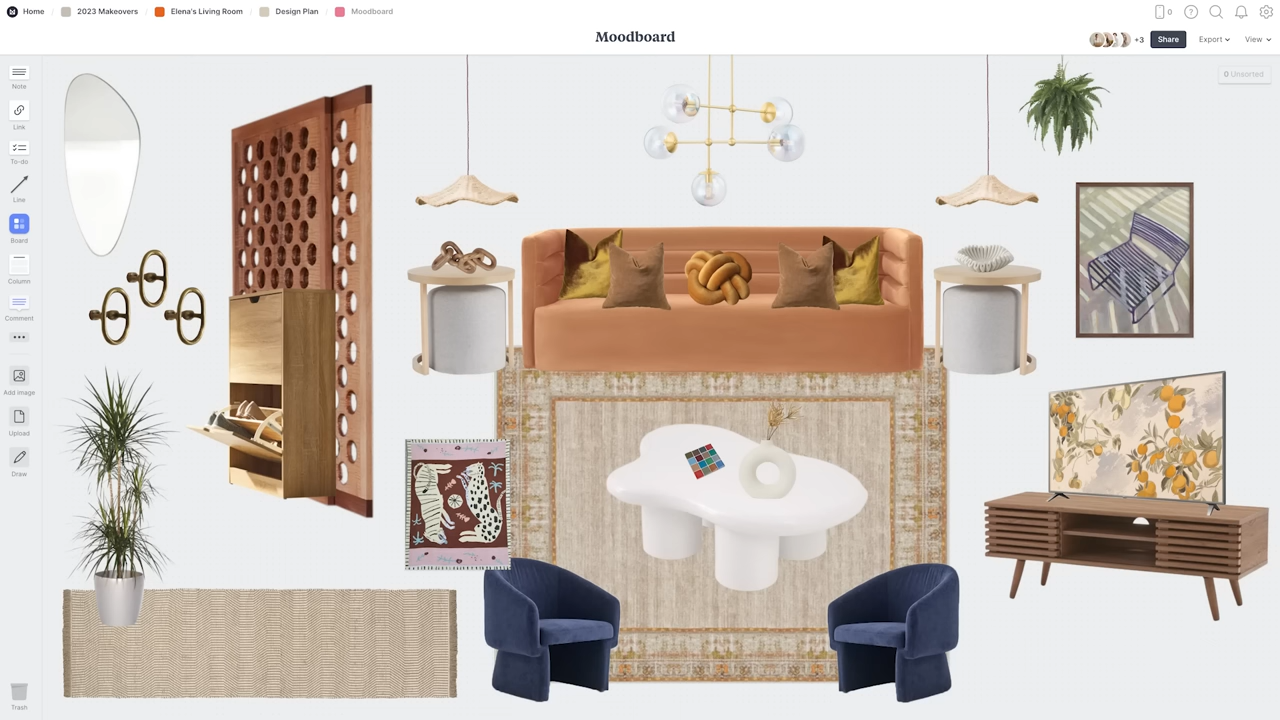 Home / 2023 Makeovers / Elena's Living Room / Design Plan / Moodboard
0
Moodboard
+3 Share Export View
0 Unsorted
Note
Link
To-do
Line
Board
Column
Comment
Add image
Upload
Draw
Trash